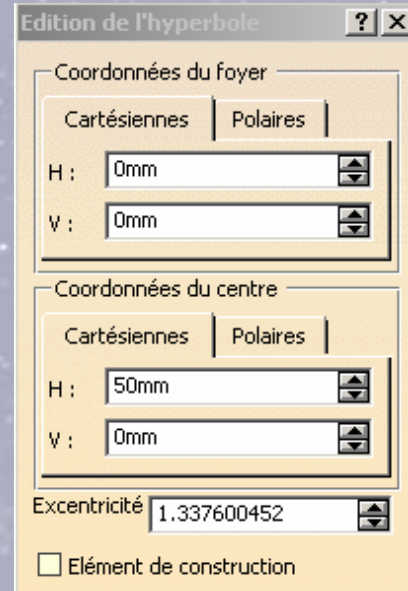 Edition de l'hyperbole
Coordonnées du foyer
Cartésiennes Polaires
H : 0mm
V : 0mm
Coordonnées du centre
Cartésiennes Polaires
H : 50mm
V : 0mm
Excentricité 1.337600452
Elément de construction